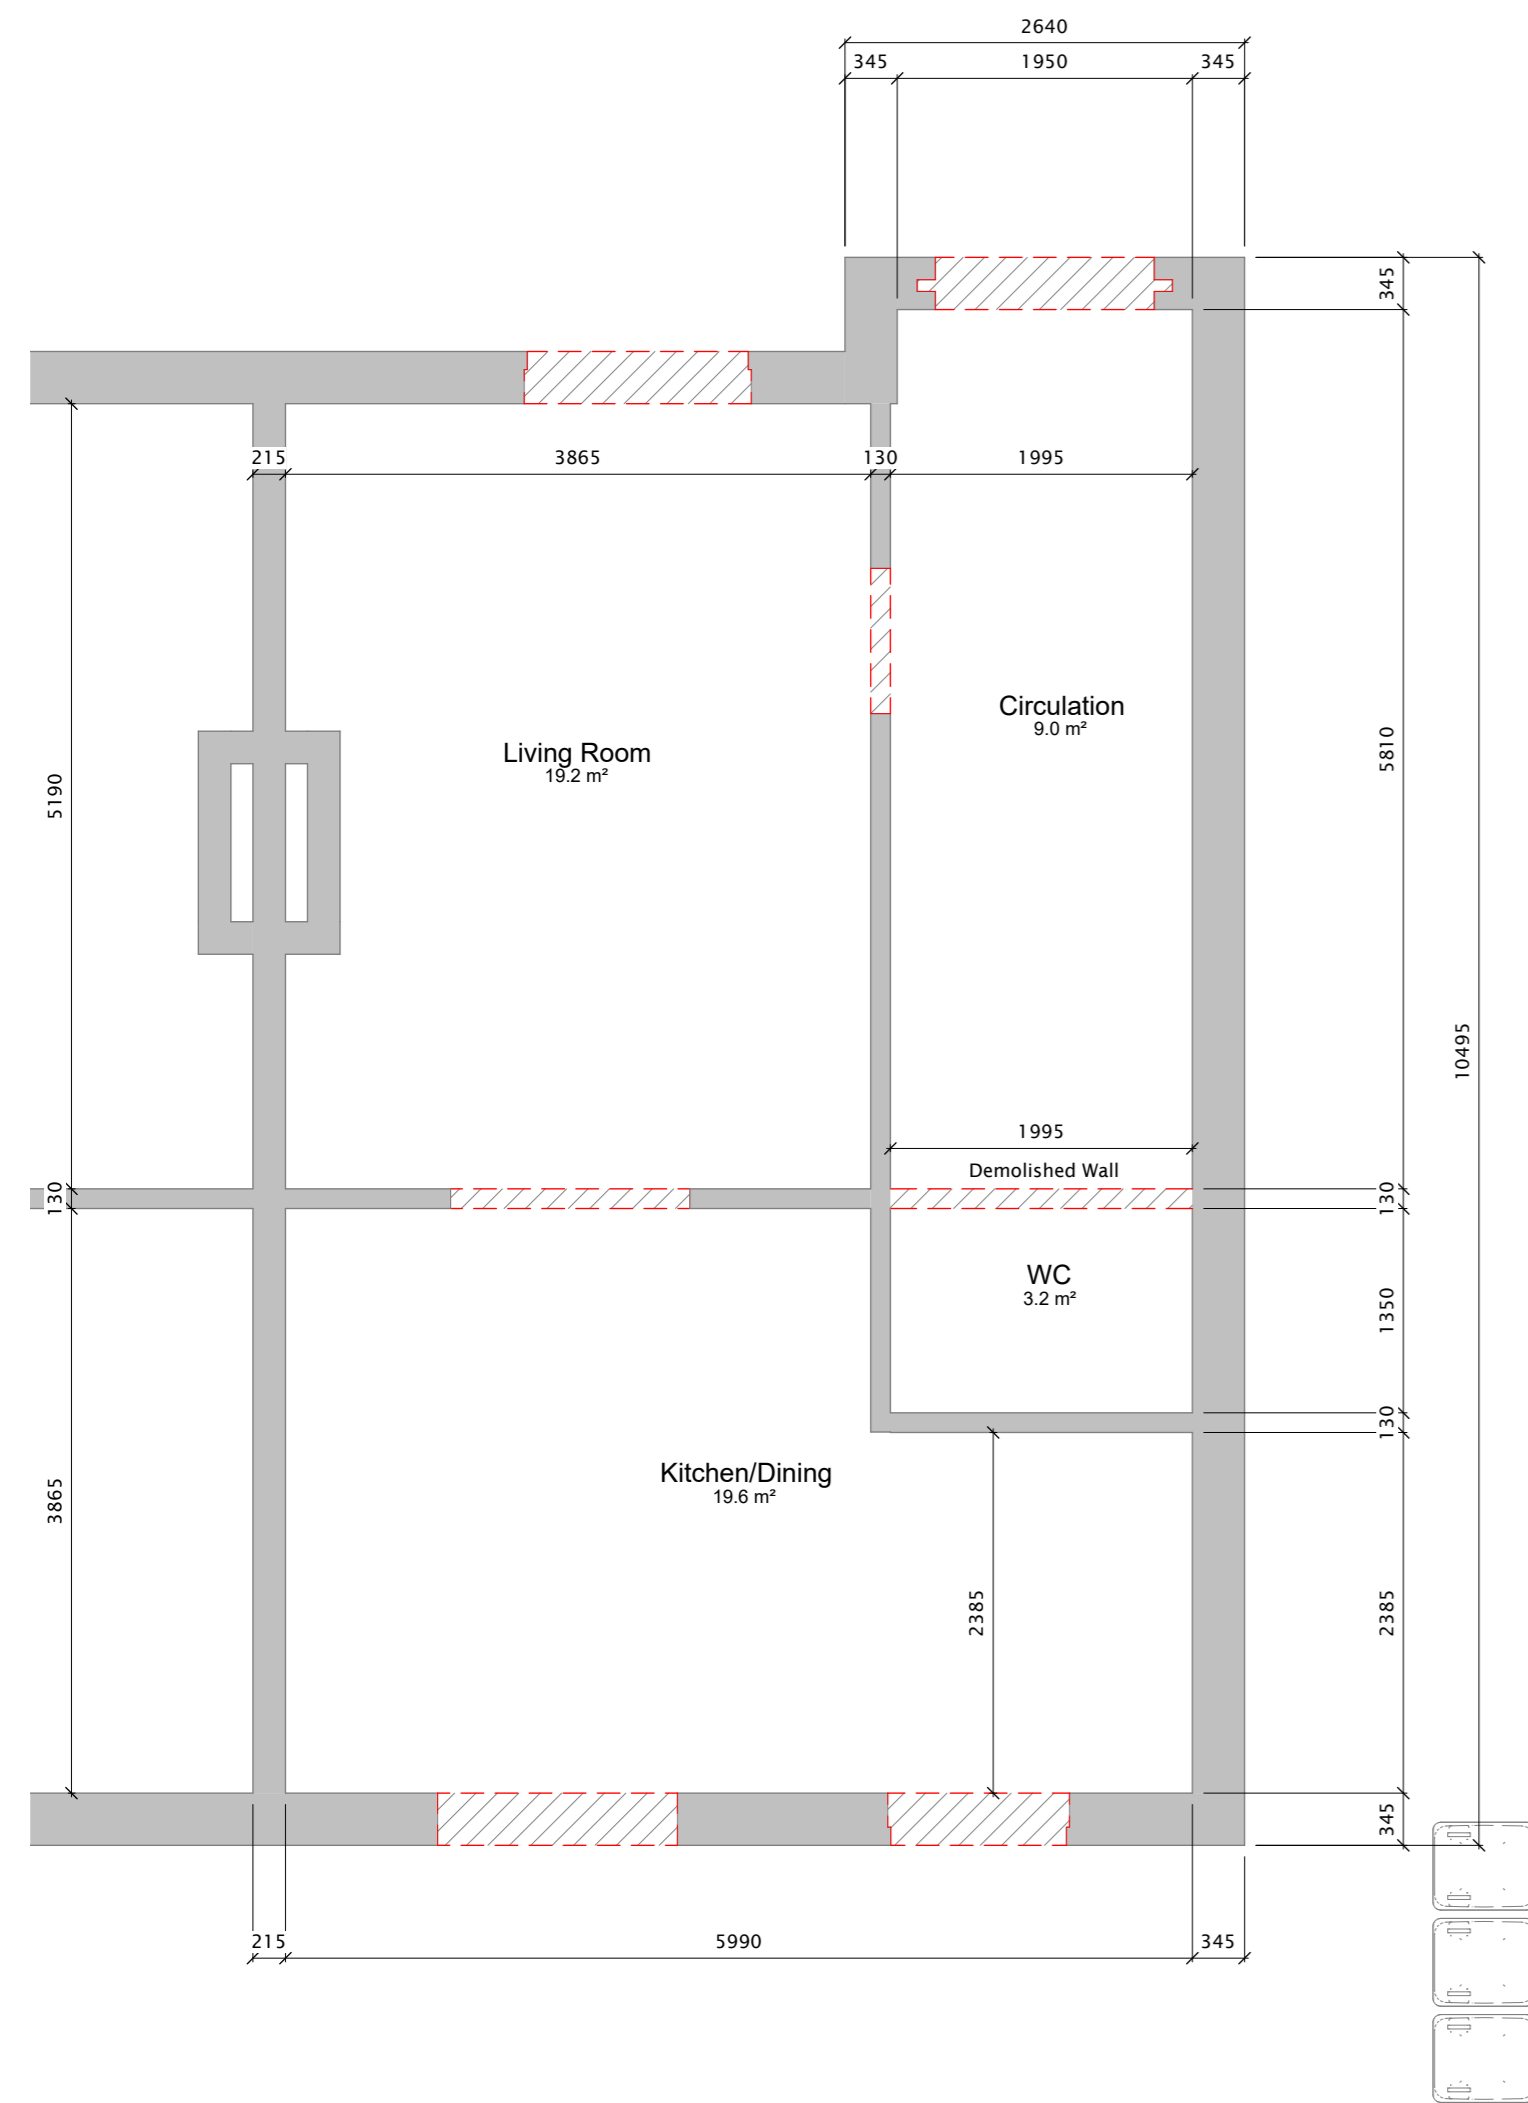 2640
345 1950 345
345
215 3865 130 1995
Circulation
9.0 m²
Living Room
19.2 m²
5190
5810
10495
1995
Demolished Wall
130
130
WC
3.2 m²
1350
130
Kitchen/Dining
19.6 m²
3865
2385
2385
345
215 5990 345